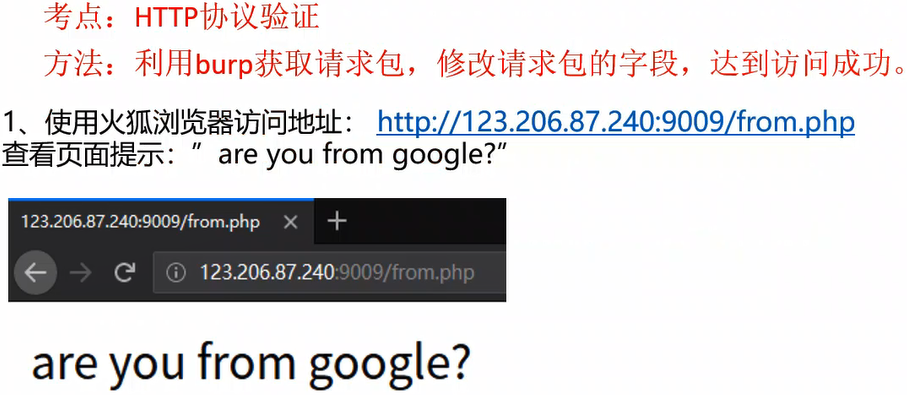 考点：HTTP协议验证
方法：利用burp获取请求包，修改请求包的字段，达到访问成功。
1、使用火狐浏览器访问地址： http://123.206.87.240:9009/from.php
查看页面提示：”are you from google?”
123.206.87.240:9009/from.php
123.206.87.240:9009/from.php
are you from google?